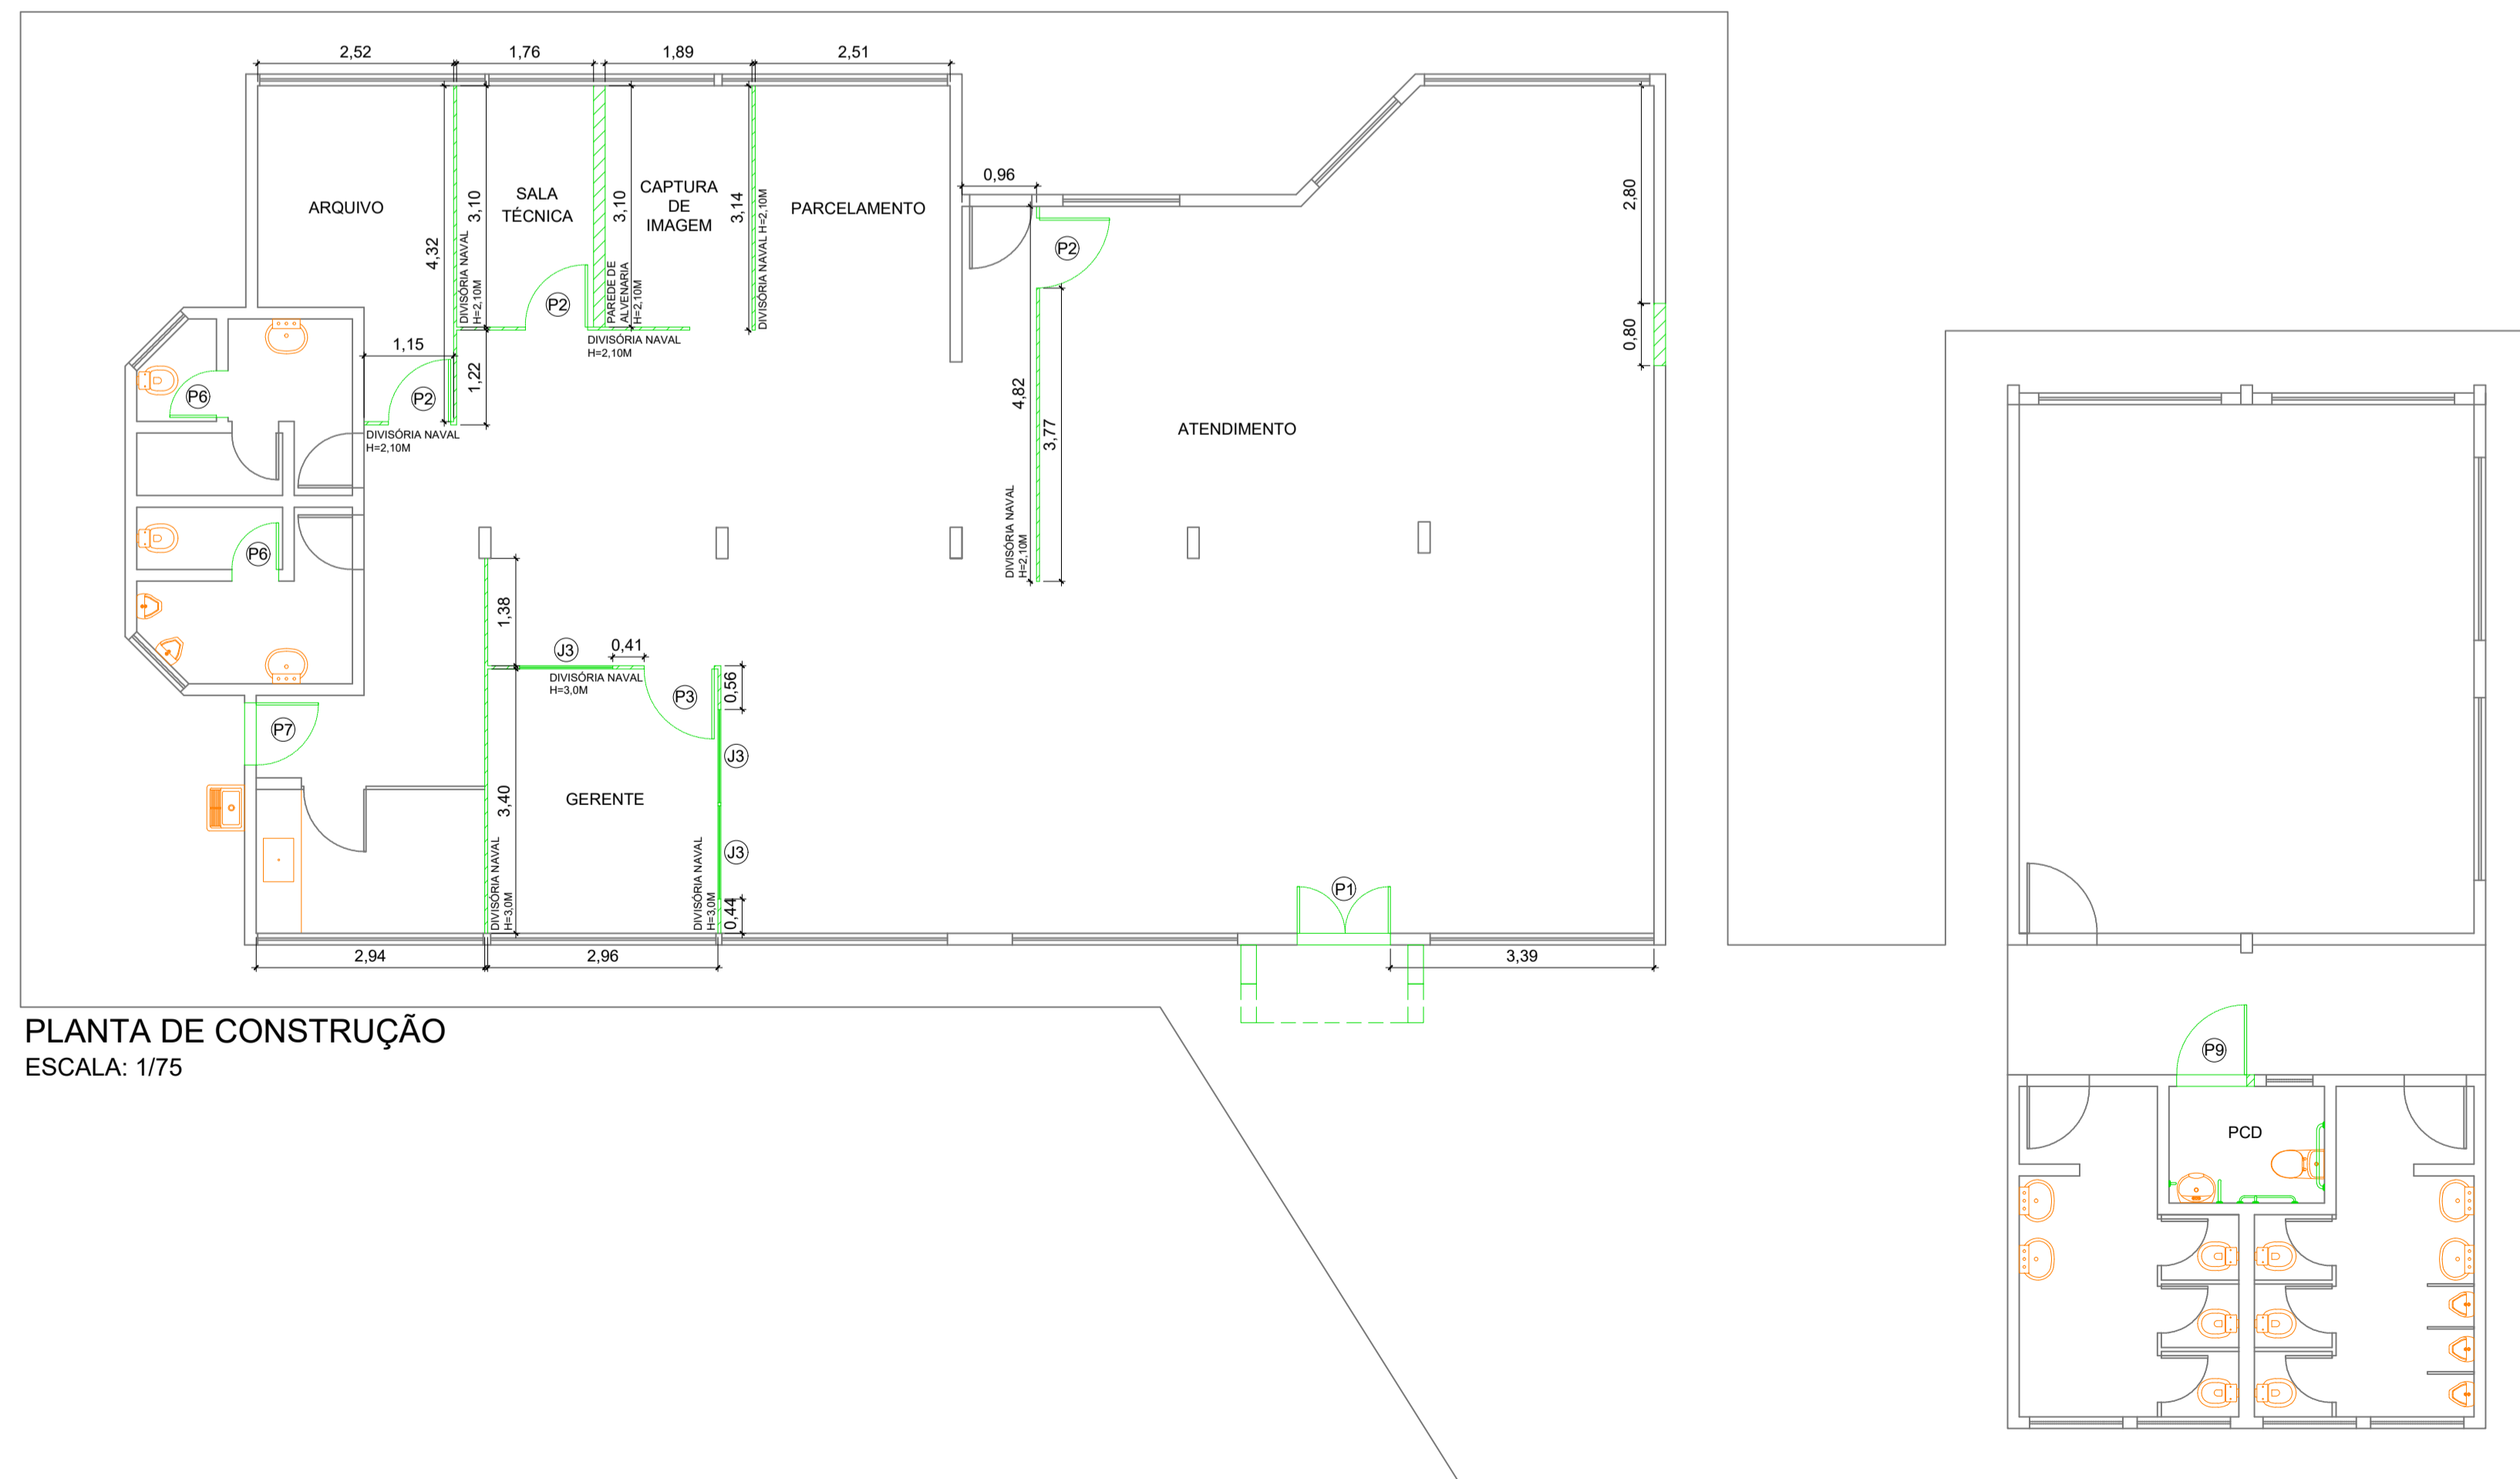 2,52
1,76
1,89
2,51
ARQUIVO
SALA
TÉCNICA
CAPTURA
DE
IMAGEM
PARCELAMENTO
ATENDIMENTO
4,32
3,10
DIVISÓRIA NAVAL
H=2,10M
P2
3,10
PAREDE DE
ALVENARIA
H=2,10M
3,14
DIVISÓRIA NAVAL H=2,10M
DIVISÓRIA NAVAL
H=2,10M
0,96
P2
2,80
0,80
1,15
P2
1,22
DIVISÓRIA NAVAL
H=2,10M
P6
P6
4,82
3,77
DIVISÓRIA NAVAL
H=2,10M
1,38
J3
0,41
DIVISÓRIA NAVAL
H=3,0M
P3
0,56
J3
P7
3,40
GERENTE
J3
DIVISÓRIA NAVAL
H=3,0M
DIVISÓRIA NAVAL
H=3,0M
0,44
P1
2,94
2,96
3,39
PLANTA DE CONSTRUÇÃO
ESCALA: 1/75
P9
PCD